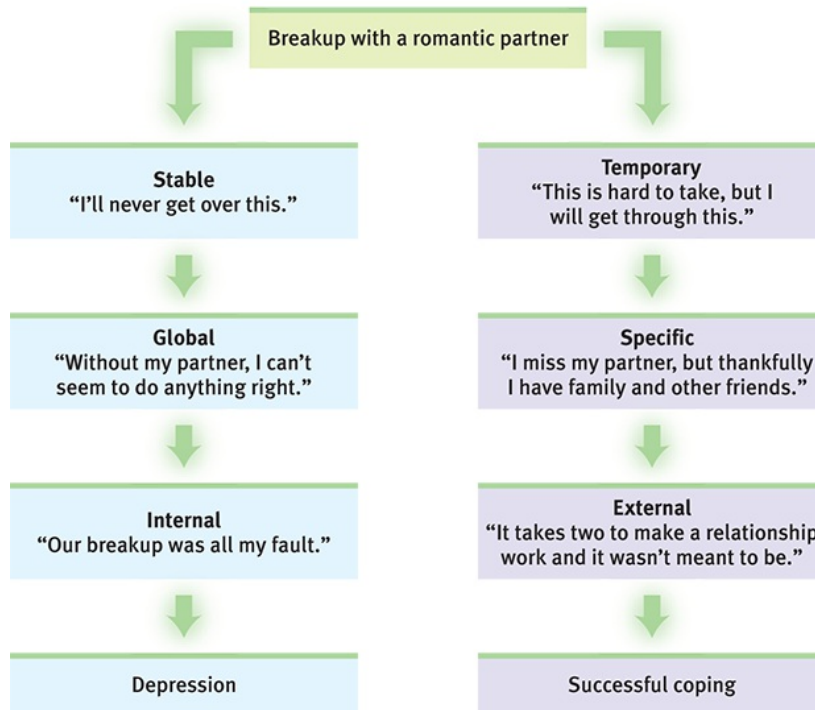 Breakup with a romantic partner
Stable
“I’ll never get over this.”
Global
“Without my partner, I can’t
seem to do anything right.”
Internal
“Our breakup was all my fault.”
Depression
Temporary
“This is hard to take, but I
will get through this.”
Specific
“I miss my partner, but thankfully
I have family and other friends.”
External
“It takes two to make a relationship
work and it wasn’t meant to be.”
Successful coping